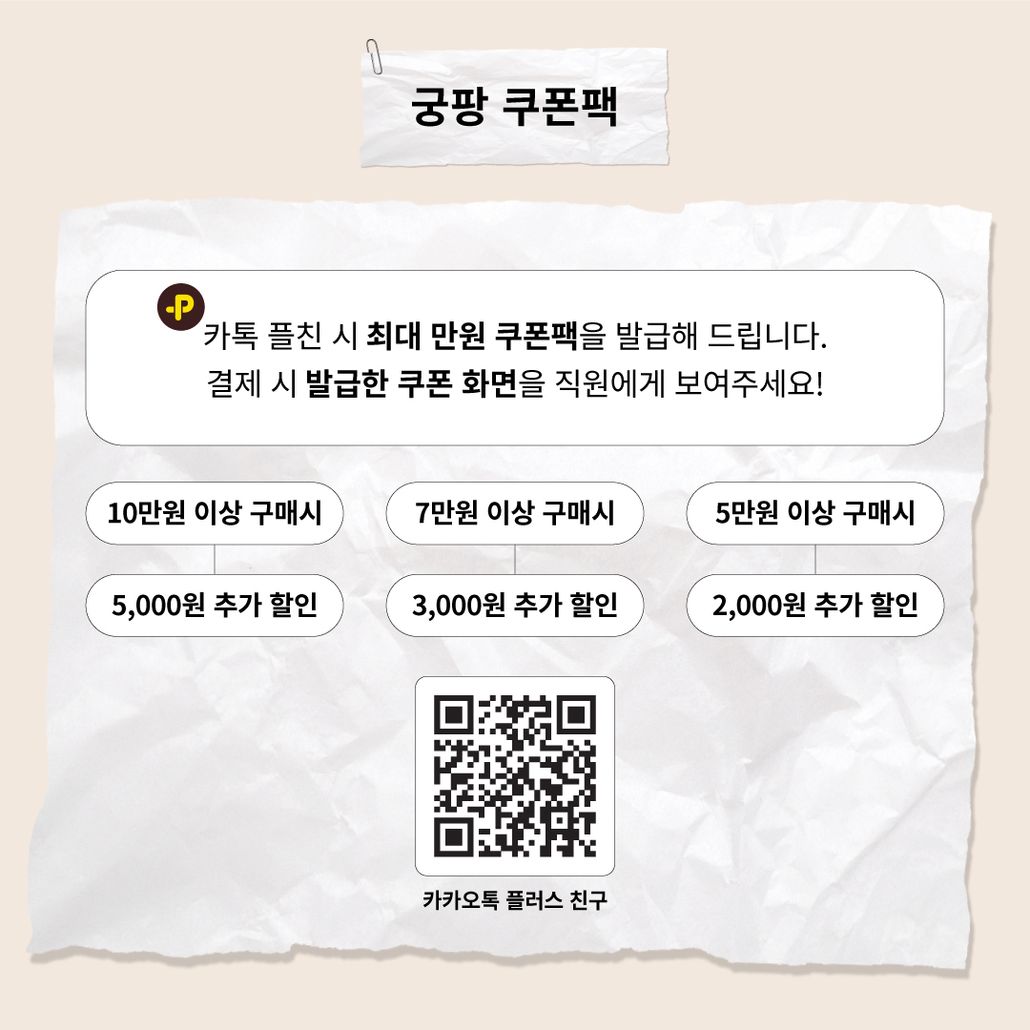 궁팡 쿠폰팩
카톡 플친 시 최대 만원 쿠폰팩을 발급해 드립니다.
결제 시 발급한 쿠폰 화면을 직원에게 보여주세요!
10만원 이상 구매시
7만원 이상 구매시
5만원 이상 구매시
5,000원 추가 할인
3,000원 추가 할인
2,000원 추가 할인
카카오톡 플러스 친구